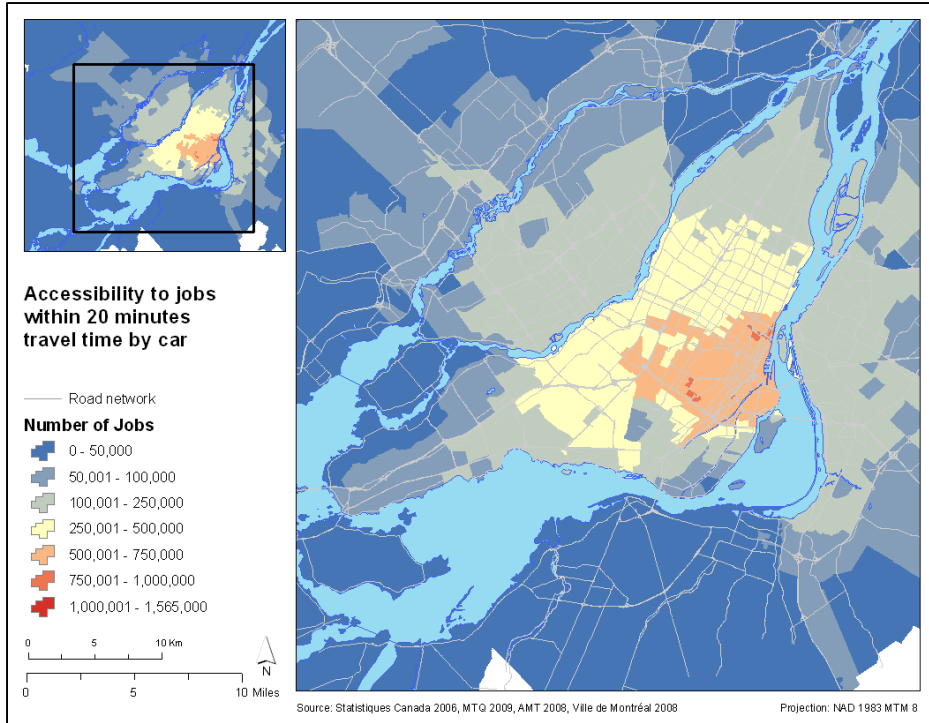 Accessibility to jobs
within 20 minutes
travel time by car
Road network
Number of Jobs
0 - 50,000
50,001 - 100,000
100,001 - 250,000
250,001 - 500,000
500,001 - 750,000
750,001 - 1,000,000
1,000,001 - 1,565,000
0 5 10 Km
N
0 5 10 Miles
Source: Statistiques Canada 2006, MTQ 2009, AMT 2008, Ville de Montréal 2008
Projection: NAD 1983 MTM 8